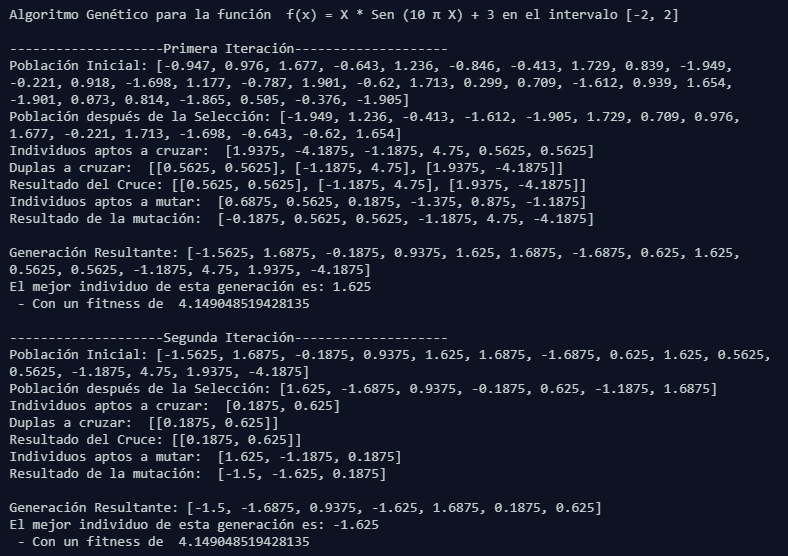 Algoritmo Genético para la función  f(x) = X * Sen (10 π X) + 3 en el intervalo [-2, 2]
--------------------Primera Iteración--------------------
Población Inicial: [-0.947, 0.976, 1.677, -0.643, 1.236, -0.846, -0.413, 1.729, 0.839, -1.949,
-0.221, 0.918, -1.698, 1.177, -0.787, 1.901, -0.62, 1.713, 0.299, 0.709, -1.612, 0.939, 1.654,
-1.901, 0.073, 0.814, -1.865, 0.505, -0.376, -1.905]
Población después de la Selección: [-1.949, 1.236, -0.413, -1.612, -1.905, 1.729, 0.709, 0.976,
1.677, -0.221, 1.713, -1.698, -0.643, -0.62, 1.654]
Individuos aptos a cruzar:  [1.9375, -4.1875, -1.1875, 4.75, 0.5625, 0.5625]
Duplas a cruzar:  [[0.5625, 0.5625], [-1.1875, 4.75], [1.9375, -4.1875]]
Resultado del Cruce: [[0.5625, 0.5625], [-1.1875, 4.75], [1.9375, -4.1875]]
Individuos aptos a mutar:  [0.6875, 0.5625, 0.1875, -1.375, 0.875, -1.1875]
Resultado de la mutación:  [-0.1875, 0.5625, 0.5625, -1.1875, 4.75, -4.1875]
Generación Resultante: [-1.5625, 1.6875, -0.1875, 0.9375, 1.625, 1.6875, -1.6875, 0.625, 1.625,
0.5625, 0.5625, -1.1875, 4.75, 1.9375, -4.1875]
El mejor individuo de esta generación es: 1.625
 - Con un fitness de  4.149048519428135
--------------------Segunda Iteración--------------------
Población Inicial: [-1.5625, 1.6875, -0.1875, 0.9375, 1.625, 1.6875, -1.6875, 0.625, 1.625, 0.5625,
0.5625, -1.1875, 4.75, 1.9375, -4.1875]
Población después de la Selección: [1.625, -1.6875, 0.9375, -0.1875, 0.625, -1.1875, 1.6875]
Individuos aptos a cruzar:  [0.1875, 0.625]
Duplas a cruzar:  [[0.1875, 0.625]]
Resultado del Cruce: [[0.1875, 0.625]]
Individuos aptos a mutar:  [1.625, -1.1875, 0.1875]
Resultado de la mutación:  [-1.5, -1.625, 0.1875]
Generación Resultante: [-1.5, -1.6875, 0.9375, -1.625, 1.6875, 0.1875, 0.625]
El mejor individuo de esta generación es: -1.625
 - Con un fitness de  4.149048519428135